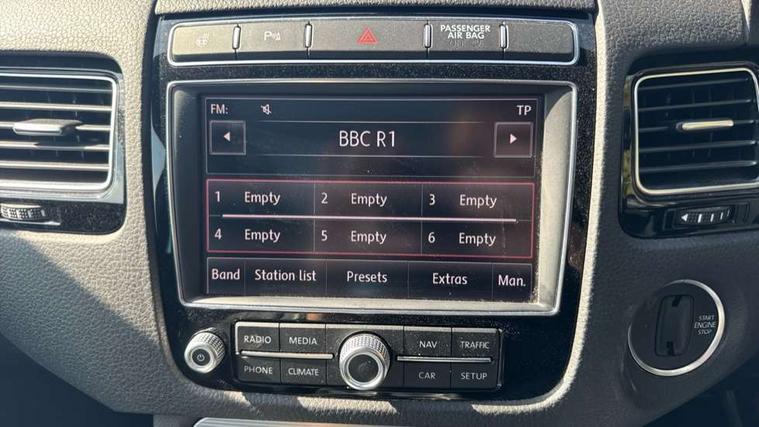 P
PASSENGER
AIR BAG
FM: TP
BBC R1
1 Empty 2 Empty 3 Empty
4 Empty 5 Empty 6 Empty
Band Station list Presets Extras Man.
RADIO MEDIA NAV TRAFFIC
PHONE CLIMATE CAR SETUP
START
ENGINE
STOP